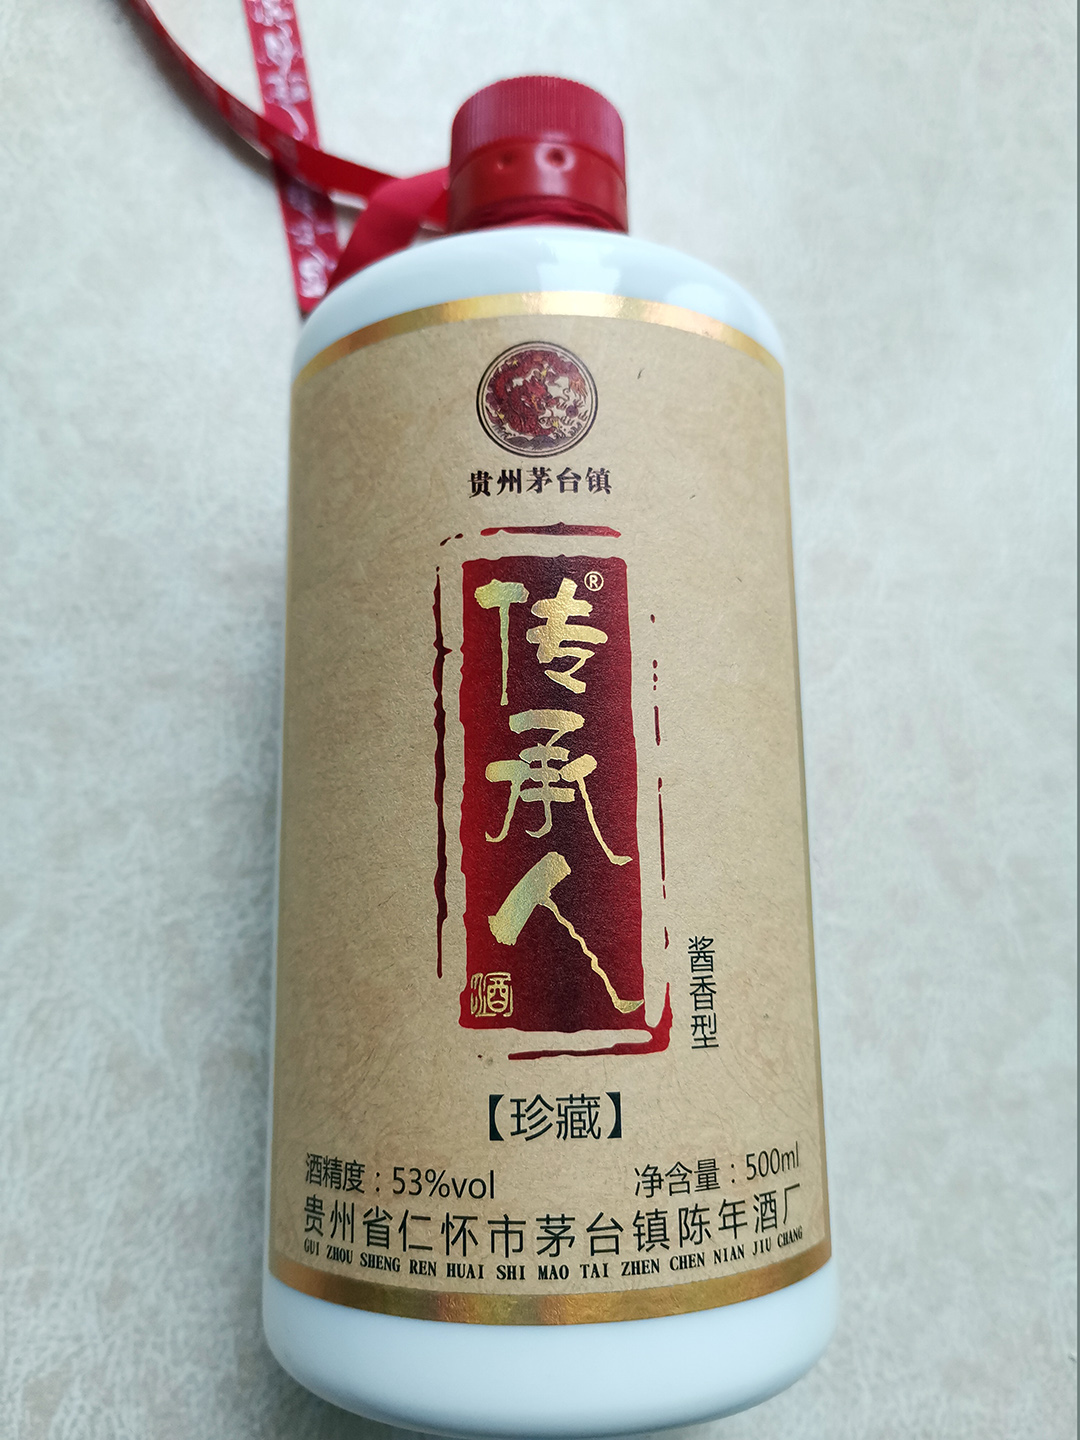 贵州茅台镇
传承人
®
酒
酱香型
【珍藏】
酒精度：53%vol
净含量：500ml
贵州省仁怀市茅台镇陈年酒厂
GUI ZHOU SHENG REN HUAI SHI MAO TAI ZHEN CHEN NIAN JIU CHANG